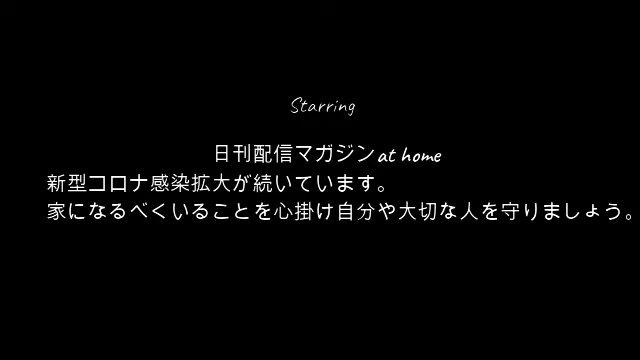 Starring
日刊配信マガジンat home
新型コロナ感染拡大が続いています。
家になるべくいることを心掛け自分や大切な人を守りましょう。